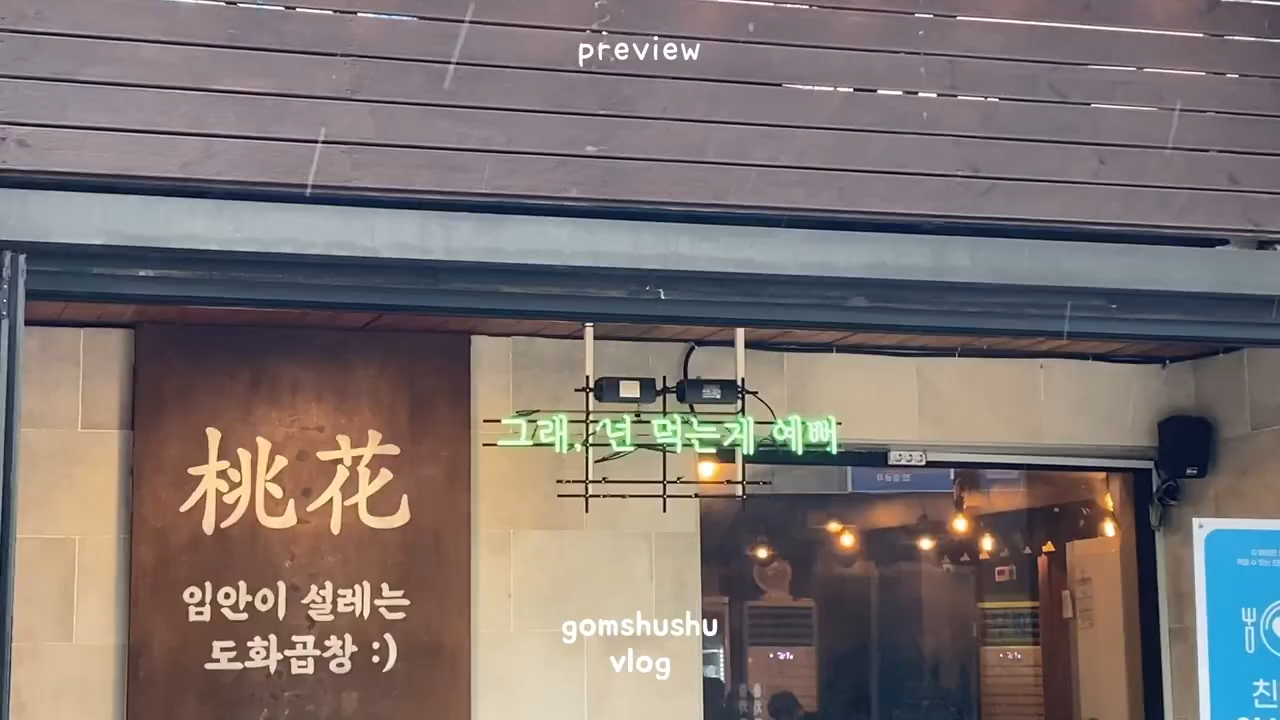 preview
그래, 넌 먹는게 예뻐
桃花
입안이 설레는
도화곱창 :)
gomshushu
vlog
친